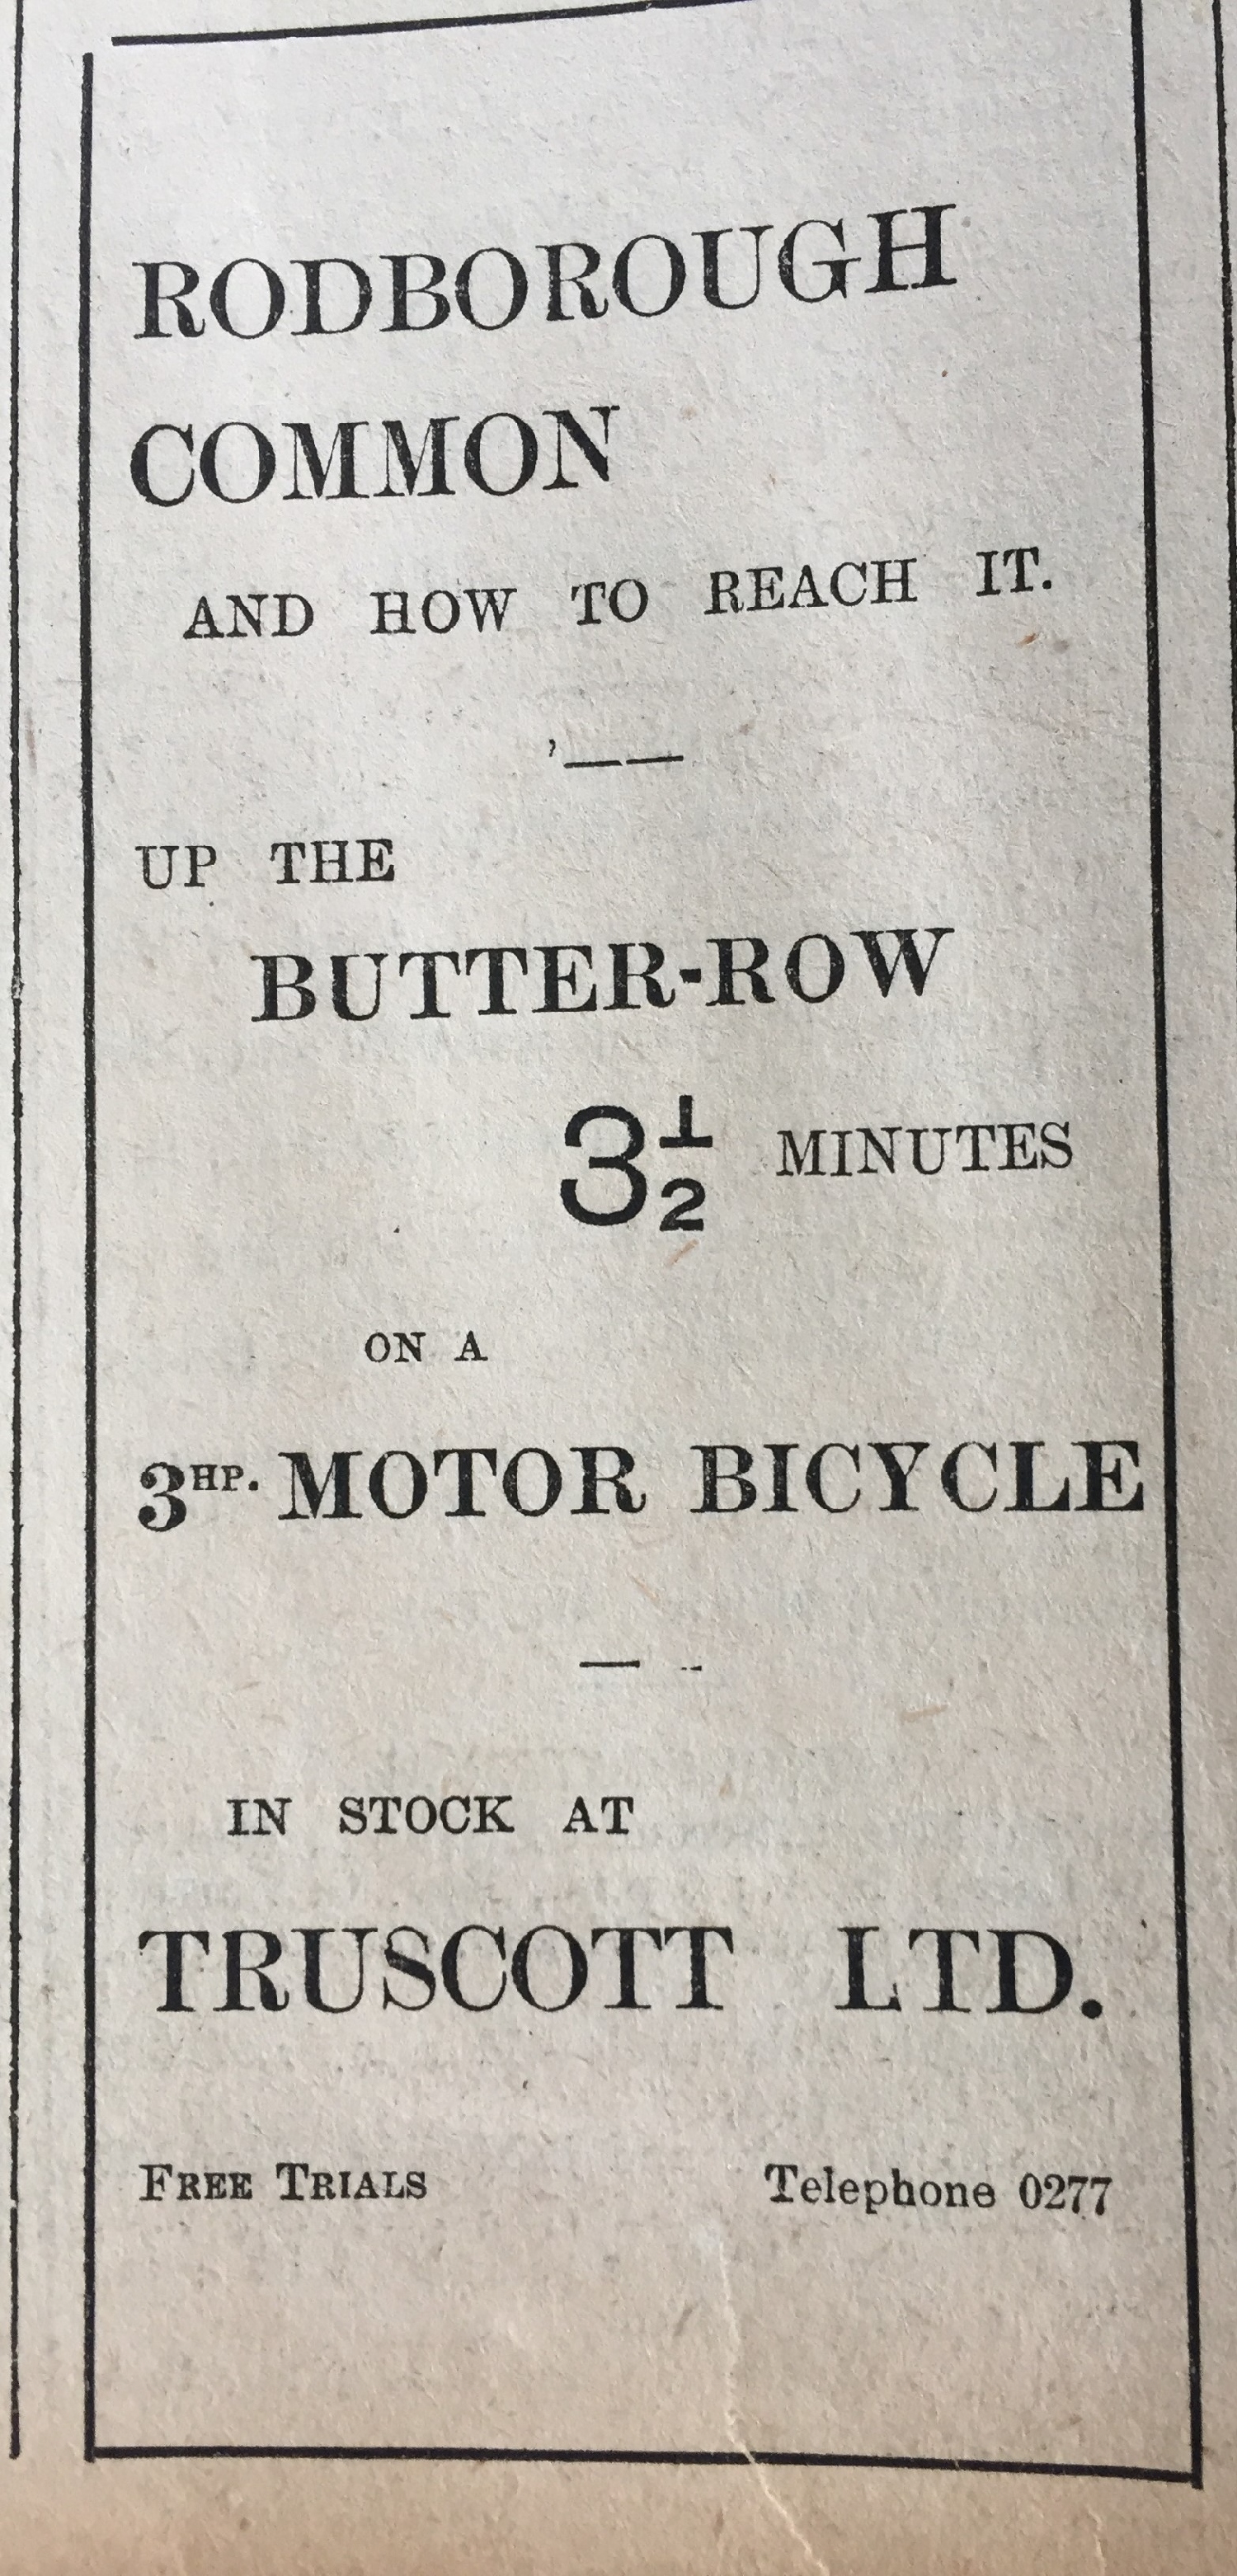 RODBOROUGH
COMMON
AND HOW TO REACH IT.
UP THE
BUTTER-ROW
3½ MINUTES
ON A
3HP. MOTOR BICYCLE
IN STOCK AT
TRUSCOTT LTD.
FREE TRIALS Telephone 0277